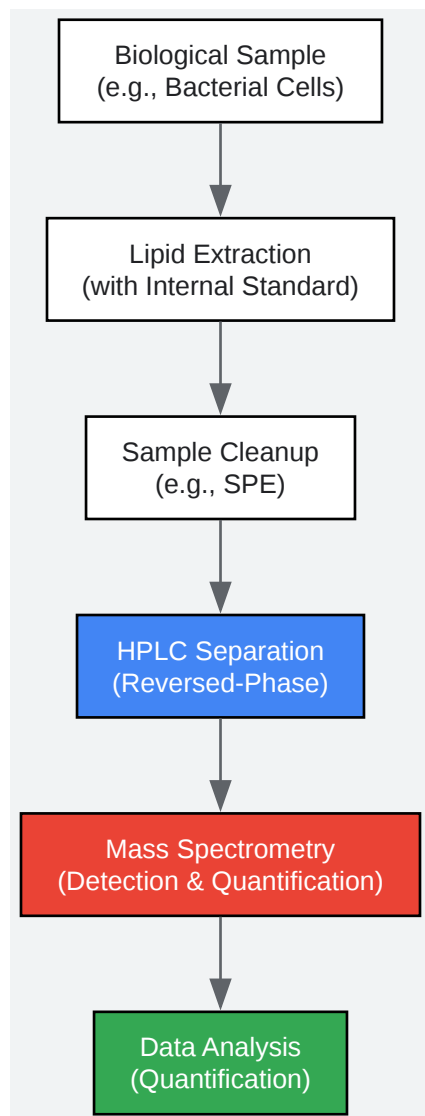 Biological Sample
(e.g., Bacterial Cells)
Lipid Extraction
(with Internal Standard)
Sample Cleanup
(e.g., SPE)
HPLC Separation
(Reversed-Phase)
Mass Spectrometry
(Detection & Quantification)
Data Analysis
(Quantification)